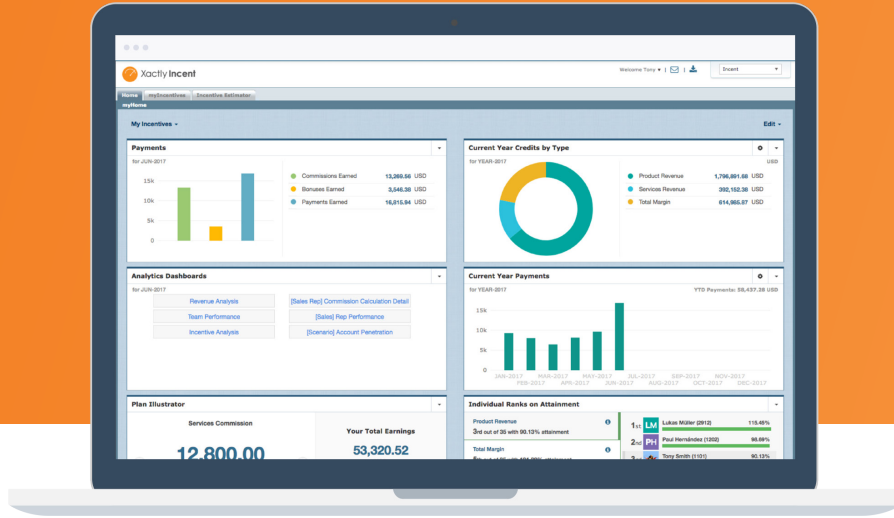 Xactly Incent
Welcome Tony
Incent
Home myIncentives Incentive Estimator
myHome
My Incentives
Edit
Payments
for JUN-2017
15k
10k
5k
0
Commissions Earned 13,269.56 USD
Bonuses Earned 3,546.38 USD
Payments Earned 16,815.94 USD
Current Year Credits by Type
for YEAR-2017
USD
Product Revenue 1,796,891.68 USD
Services Revenue 392,152.38 USD
Total Margin 614,985.87 USD
Analytics Dashboards
for JUN-2017
Revenue Analysis
[Sales Rep] Commission Calculation Detail
Team Performance
[Sales] Rep Performance
Incentive Analysis
[Scenario] Account Penetration
Current Year Payments
for YEAR-2017
YTD Payments: 58,437.28 USD
15k
10k
5k
0
JAN-2017 MAR-2017 MAY-2017 JUL-2017 SEP-2017 NOV-2017
FEB-2017 APR-2017 JUN-2017 AUG-2017 OCT-2017 DEC-2017
Plan Illustrator
Services Commission
12,800.00
Your Total Earnings
53,320.52
Individual Ranks on Attainment
Product Revenue
3rd out of 35 with 90.13% attainment
Total Margin
1st LM Lukas Müller (2912) 115.46%
2nd PH Paul Hernández (1202) 98.69%
Tony Smith (1101) 90.13%